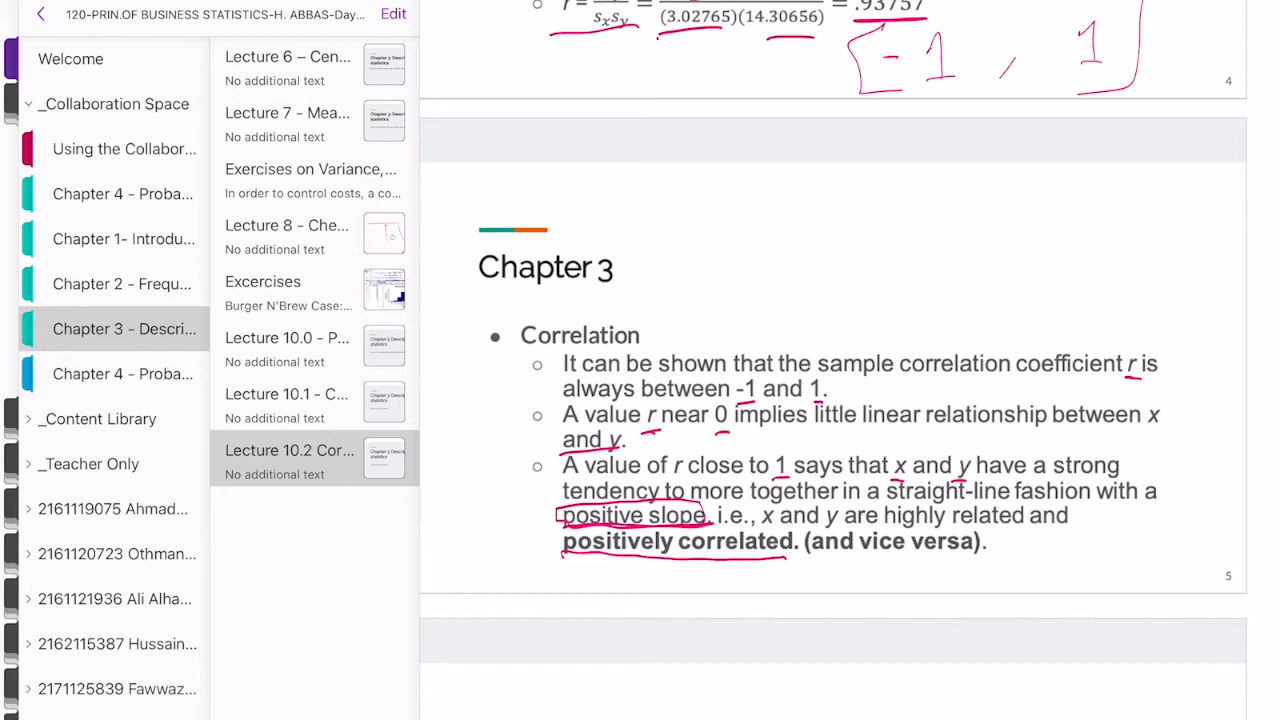 120-PRIN.OF BUSINESS STATISTICS-H. ABBAS-Day...
Edit
Welcome
_Collaboration Space
Using the Collabor...
Chapter 4 - Proba...
Chapter 1- Introdu...
Chapter 2 - Frequ...
Chapter 3 - Descri...
Chapter 4 - Proba...
_Content Library
_Teacher Only
2161119075 Ahmad...
2161120723 Othman...
2161121936 Ali Alha...
2162115387 Hussain...
2171125839 Fawwaz...
Lecture 6 – Cen...
No additional text
Lecture 7 - Mea...
No additional text
Exercises on Variance,...
In order to control costs, a co...
Lecture 8 - Che...
No additional text
Excercises
Burger N'Brew Case:...
Lecture 10.0 - P...
No additional text
Lecture 10.1 - C...
No additional text
Lecture 10.2 Cor...
No additional text
sₓsᵧ (3.02765)(14.30656) = .93757
[-1 , 1]
4
Chapter 3
● Correlation
○ It can be shown that the sample correlation coefficient r is
always between -1 and 1.
○ A value r near 0 implies little linear relationship between x
and y.
○ A value of r close to 1 says that x and y have a strong
tendency to more together in a straight-line fashion with a
positive slope, i.e., x and y are highly related and
positively correlated. (and vice versa).
5